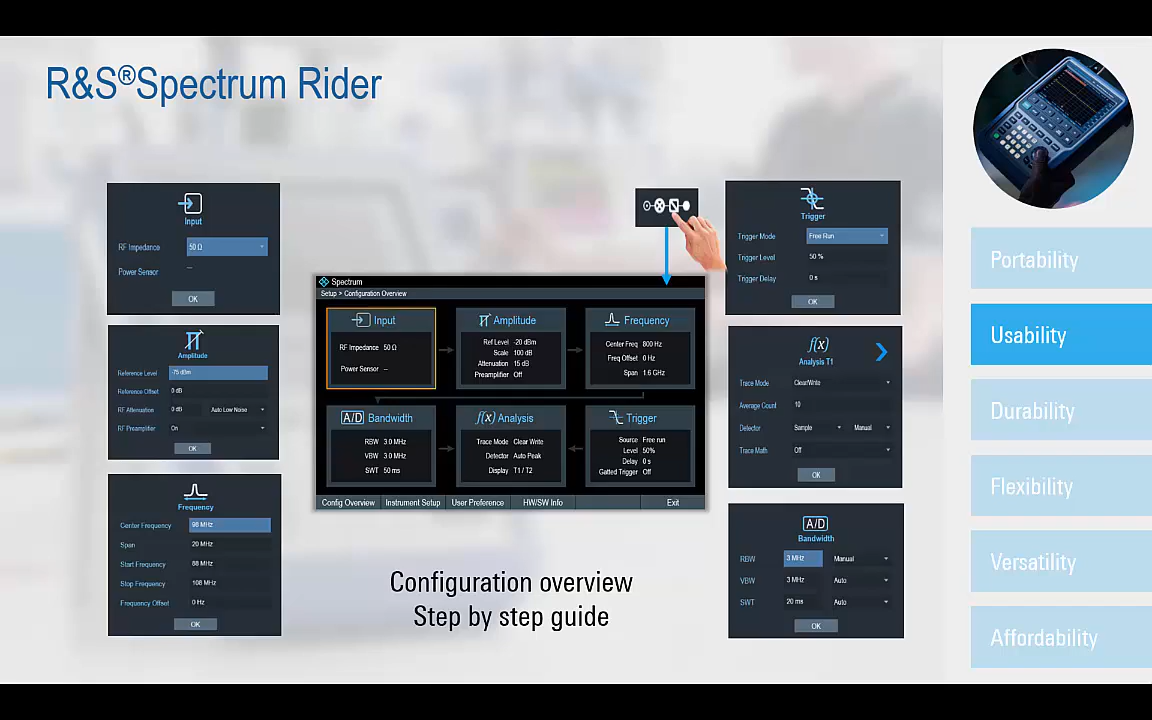 R&S®Spectrum Rider
Input
RF Impedance 50 Ω
Power Sensor --
OK
Amplitude
Reference Level -75 dBm
Reference Offset 0 dB
RF Attenuation 0 dB Auto Low Noise
RF Preamplifier On
OK
Frequency
Center Frequency 98 MHz
Span 20 MHz
Start Frequency 88 MHz
Stop Frequency 108 MHz
Frequency Offset 0 Hz
OK
Spectrum
Setup > Configuration Overview
Input
RF Impedance 50 Ω
Power Sensor --
Amplitude
Ref Level -20 dBm
Scale 100 dB
Attenuation 15 dB
Preamplifier Off
Frequency
Center Freq 800 Hz
Freq Offset 0 Hz
Span 1.6 GHz
A/D Bandwidth
RBW 3.0 MHz
VBW 3.0 MHz
SWT 50 ms
f(x) Analysis
Trace Mode Clear Write
Detector Auto Peak
Display T1 / T2
Trigger
Source Free run
Level 50%
Delay 0 s
Gatted Trigger Off
Config Overview Instrument Setup User Preference HW/SW Info Exit
Configuration overview
Step by step guide
Trigger
Trigger Mode Free Run
Trigger Level 50 %
Trigger Delay 0 s
OK
f(x)
Analysis T1
Trace Mode Clear/Write
Average Count 10
Detector Sample Manual
Trace Math Off
OK
A/D
Bandwidth
RBW 3 MHz Manual
VBW 3 MHz Auto
SWT 20 ms Auto
OK
Portability
Usability
Durability
Flexibility
Versatility
Affordability